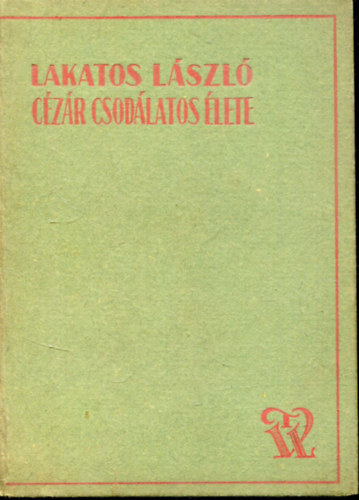 LAKATOS LÁSZLÓ
CÉZÁR CSODÁLATOS ÉLETE